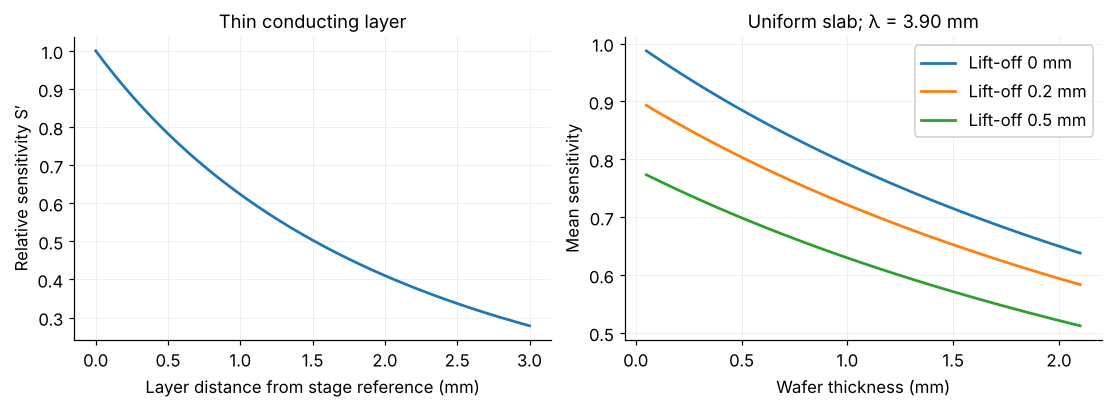 Thin conducting layer
Relative sensitivity S′
1.0
0.9
0.8
0.7
0.6
0.5
0.4
0.3
0.0 0.5 1.0 1.5 2.0 2.5 3.0
Layer distance from stage reference (mm)
Uniform slab; λ = 3.90 mm
Mean sensitivity
1.0
0.9
0.8
0.7
0.6
0.5
0.0 0.5 1.0 1.5 2.0
Wafer thickness (mm)
Lift-off 0 mm
Lift-off 0.2 mm
Lift-off 0.5 mm